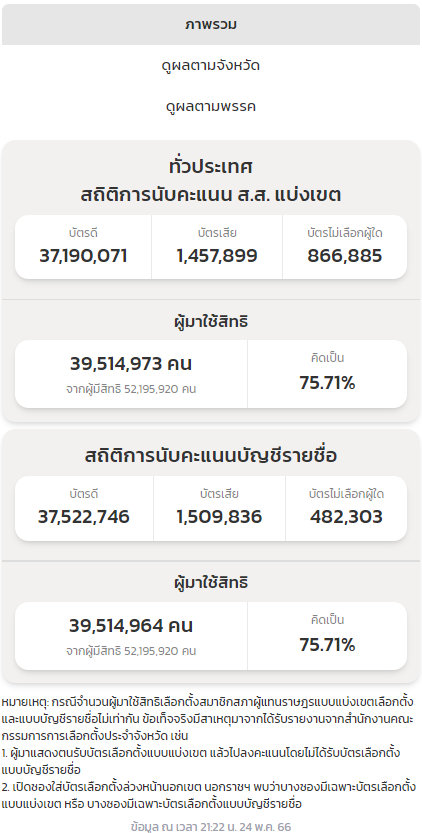 ภาพรวม
ดูผลตามจังหวัด
ดูผลตามพรรค
ทั่วประเทศ
สถิติการนับคะแนน ส.ส. แบ่งเขต
บัตรดี บัตรเสีย บัตรไม่เลือกผู้ใด
37,190,071 1,457,899 866,885
ผู้มาใช้สิทธิ
39,514,973 คน คิดเป็น
จากผู้มีสิทธิ 52,195,920 คน 75.71%
สถิติการนับคะแนนบัญชีรายชื่อ
บัตรดี บัตรเสีย บัตรไม่เลือกผู้ใด
37,522,746 1,509,836 482,303
ผู้มาใช้สิทธิ
39,514,964 คน คิดเป็น
จากผู้มีสิทธิ 52,195,920 คน 75.71%
หมายเหตุ: กรณีจำนวนผู้มาใช้สิทธิเลือกตั้งสมาชิกสภาผู้แทนราษฎรแบบแบ่งเขตเลือกตั้ง
และแบบบัญชีรายชื่อไม่เท่ากัน ข้อเท็จจริงมีสาเหตุมาจากได้รับรายงานจากสำนักงานคณะ
กรรมการการเลือกตั้งประจำจังหวัด เช่น
1. ผู้มาแสดงตนรับบัตรเลือกตั้งแบบแบ่งเขต แล้วไปลงคะแนนโดยไม่ได้รับบัตรเลือกตั้ง
แบบบัญชีรายชื่อ
2. เปิดซองใส่บัตรเลือกตั้งล่วงหน้านอกเขต นอกราชฯ พบว่าบางซองมีเฉพาะบัตรเลือกตั้ง
แบบแบ่งเขต หรือ บางซองมีเฉพาะบัตรเลือกตั้งแบบบัญชีรายชื่อ
ข้อมูล ณ เวลา 21:22 น. 24 พ.ค. 66